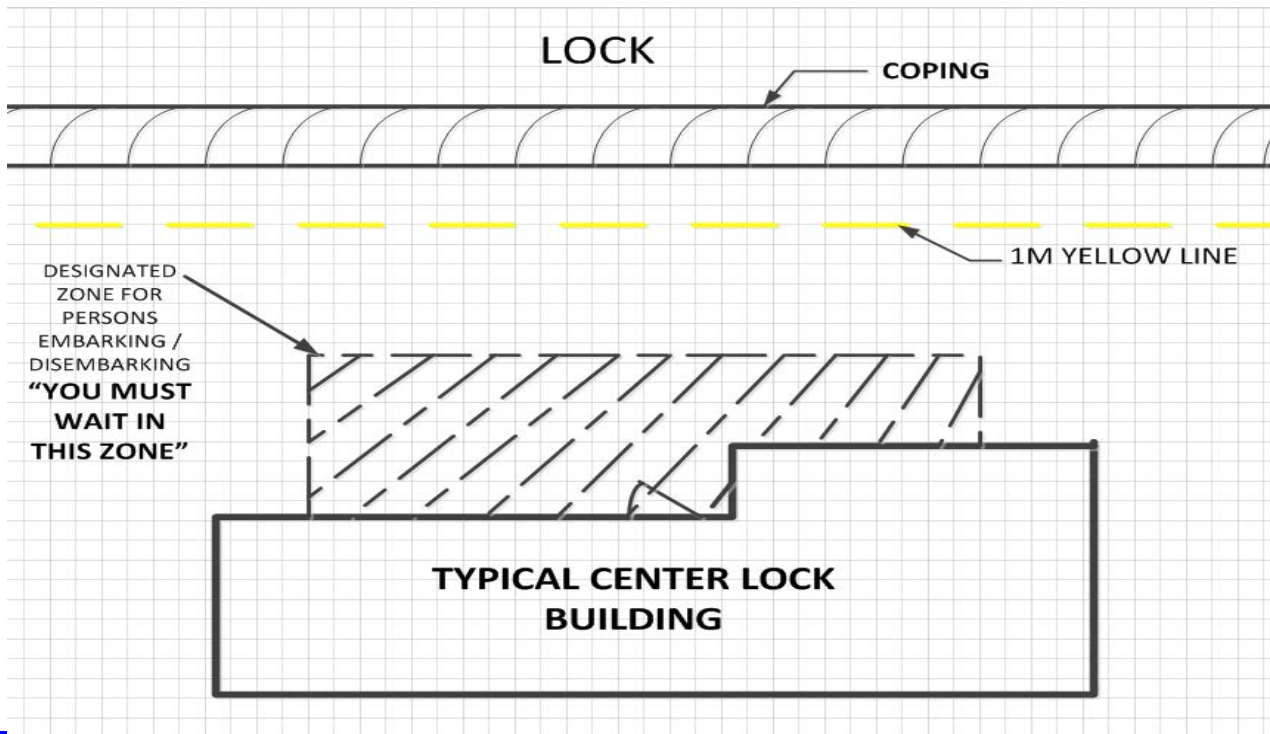 LOCK
COPING
1M YELLOW LINE
DESIGNATED
ZONE FOR
PERSONS
EMBARKING /
DISEMBARKING
“YOU MUST
WAIT IN
THIS ZONE”
TYPICAL CENTER LOCK
BUILDING